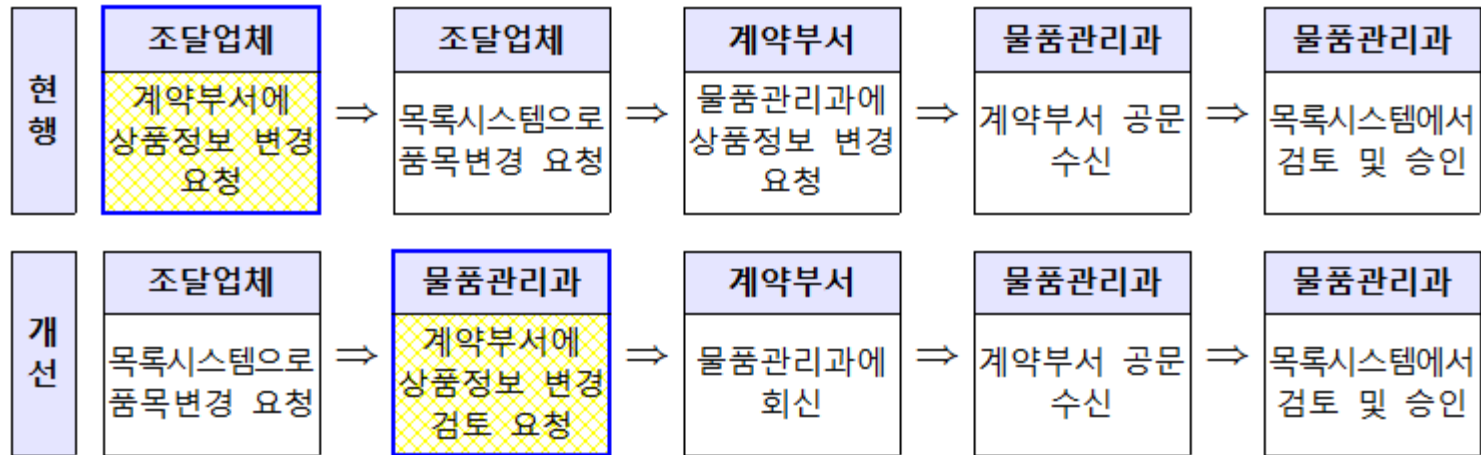 현행
조달업체
계약부서에
상품정보 변경
요청
⇒
조달업체
목록시스템으로
품목변경 요청
⇒
계약부서
물품관리과에
상품정보 변경
요청
⇒
물품관리과
계약부서 공문
수신
⇒
물품관리과
목록시스템에서
검토 및 승인
개선
조달업체
목록시스템으로
품목변경 요청
⇒
물품관리과
계약부서에
상품정보 변경
검토 요청
⇒
계약부서
물품관리과에
회신
⇒
물품관리과
계약부서 공문
수신
⇒
물품관리과
목록시스템에서
검토 및 승인